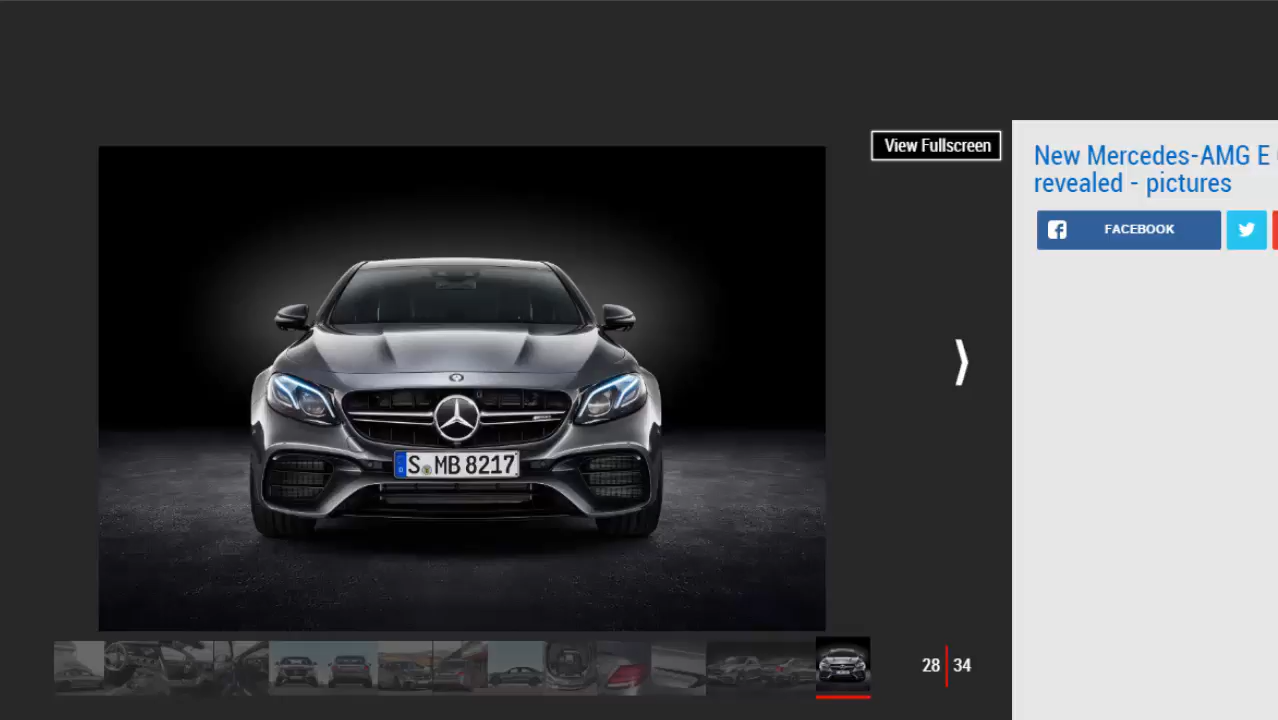 View Fullscreen
New Mercedes-AMG E
revealed - pictures
FACEBOOK
S MB 8217
28 34